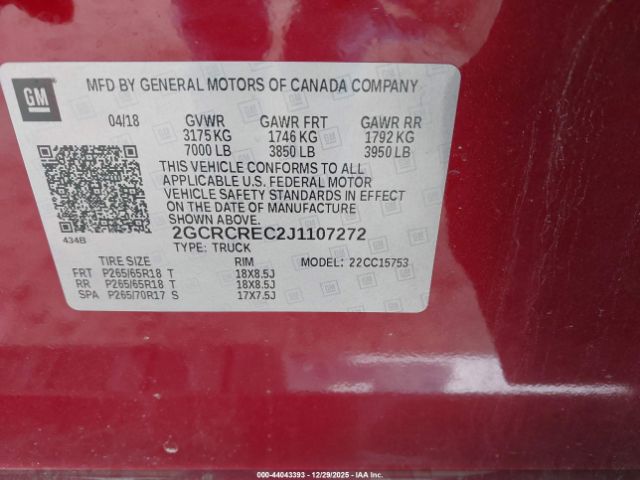 GM
MFD BY GENERAL MOTORS OF CANADA COMPANY
04/18 GVWR GAWR FRT GAWR RR
3175 KG 1746 KG 1792 KG
7000 LB 3850 LB 3950 LB
THIS VEHICLE CONFORMS TO ALL
APPLICABLE U.S. FEDERAL MOTOR
VEHICLE SAFETY STANDARDS IN EFFECT
ON THE DATE OF MANUFACTURE
SHOWN ABOVE.
434B
2GCRCREC2J1107272
TYPE: TRUCK
TIRE SIZE RIM MODEL: 22CC15753
FRT P265/65R18 T 18X8.5J
RR P265/65R18 T 18X8.5J
SPA P265/70R17 S 17X7.5J
000-44043393 - 12/29/2025 - IAA Inc.